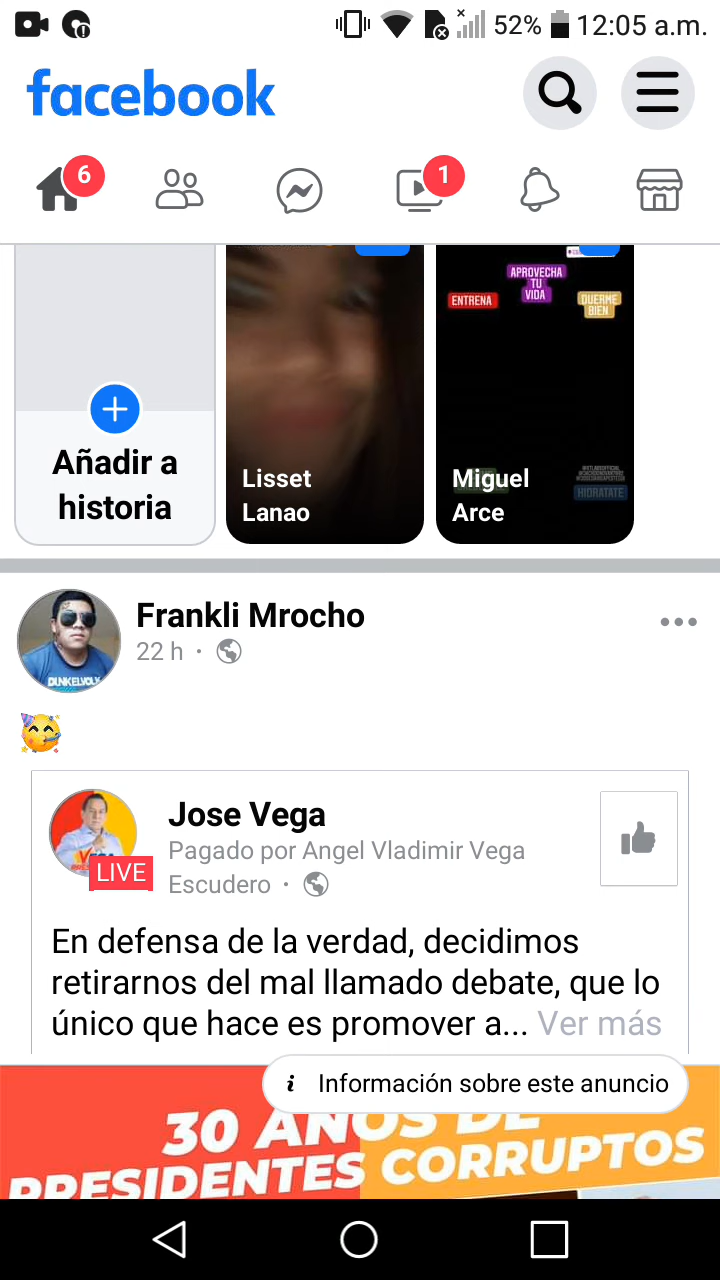 52% 12:05 a.m.
facebook
6
1
APROVECHA
TU
VIDA
ENTRENA
DUERME
BIEN
Añadir a
historia
Lisset
Lanao
Miguel
Arce
HIDRATATE
Frankli Mrocho
22 h ·
DUNKELVOLK
Jose Vega
Pagado por Angel Vladimir Vega
Escudero ·
LIVE
En defensa de la verdad, decidimos
retirarnos del mal llamado debate, que lo
único que hace es promover a... Ver más
i Información sobre este anuncio
30 AÑOS DE
PRESIDENTES CORRUPTOS